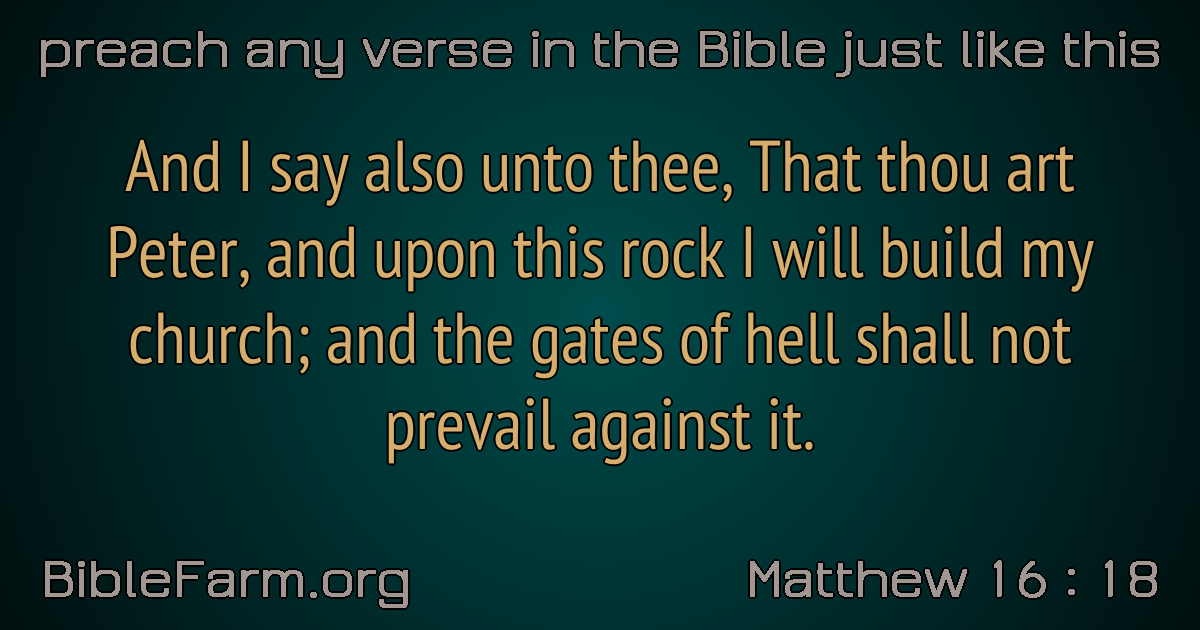 preach any verse in the Bible just like this
And I say also unto thee, That thou art
Peter, and upon this rock I will build my
church; and the gates of hell shall not
prevail against it.
BibleFarm.org
Matthew 16 : 18